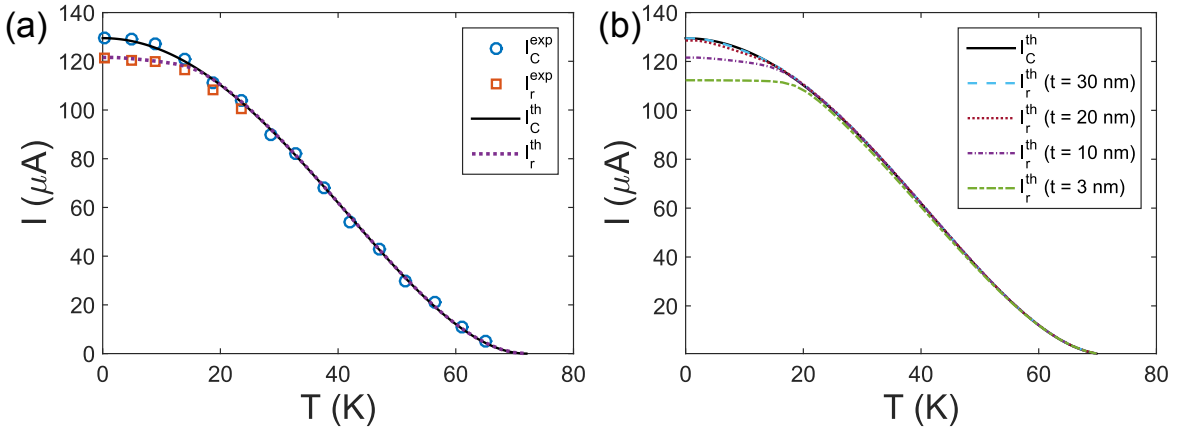 (a)
140
120
100
80
60
40
20
0
I (μA)
0 20 40 60 80
T (K)
I_C^exp
I_r^exp
I_C^th
I_r^th
(b)
140
120
100
80
60
40
20
0
I (μA)
0 20 40 60 80
T (K)
I_C^th
I_r^th (t = 30 nm)
I_r^th (t = 20 nm)
I_r^th (t = 10 nm)
I_r^th (t = 3 nm)